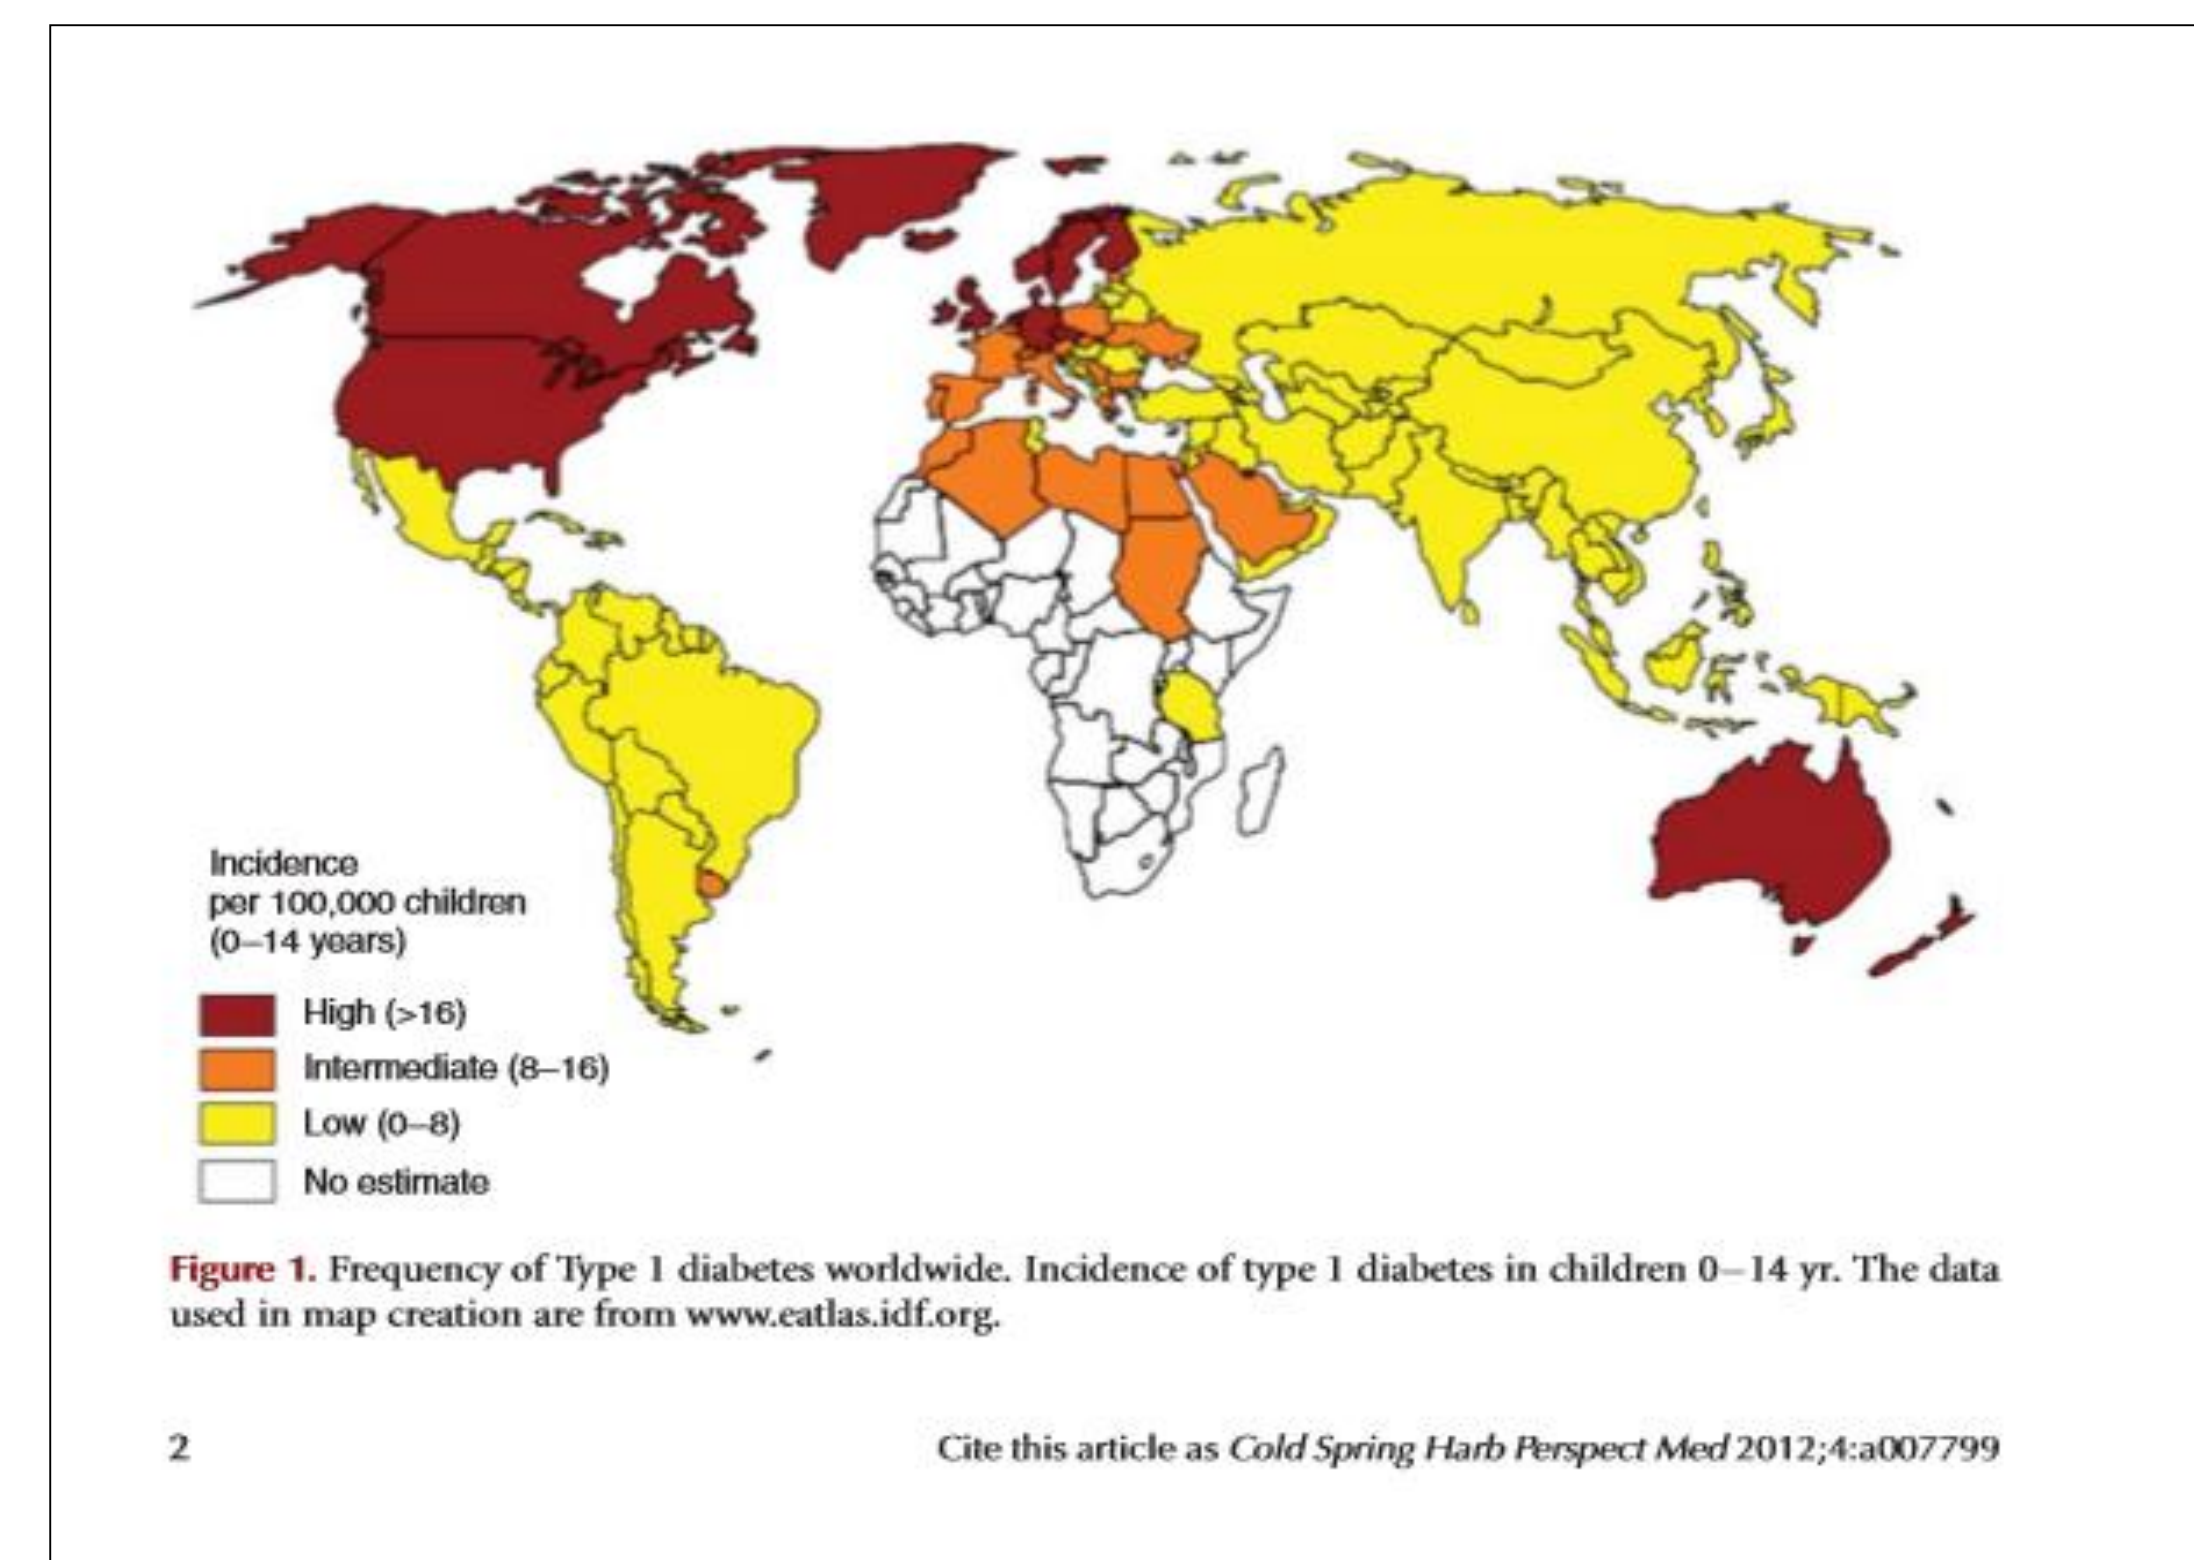 Incidence
per 100,000 children
(0–14 years)
High (>16)
Intermediate (8–16)
Low (0–8)
No estimate
Figure 1. Frequency of Type 1 diabetes worldwide. Incidence of type 1 diabetes in children 0–14 yr. The data
used in map creation are from www.eatlas.idf.org.
2
Cite this article as Cold Spring Harb Perspect Med 2012;4:a007799